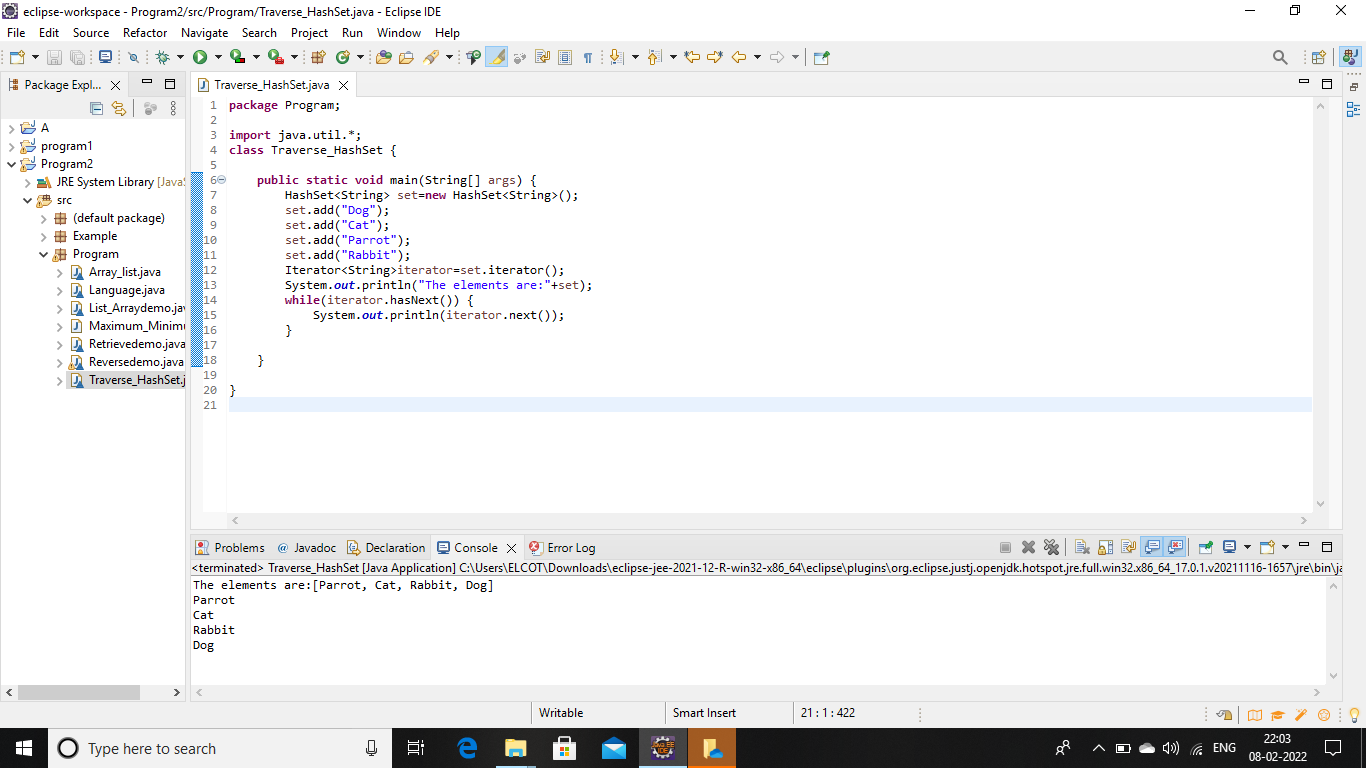 eclipse-workspace - Program2/src/Program/Traverse_HashSet.java - Eclipse IDE
File Edit Source Refactor Navigate Search Project Run Window Help
Package Expl...
A
program1
Program2
JRE System Library [JavaS
src
(default package)
Example
Program
Array_list.java
Language.java
List_Arraydemo.jav
Maximum_Minimu
Retrievedemo.java
Reversedemo.java
Traverse_HashSet.j
Traverse_HashSet.java
1 package Program;
2
3 import java.util.*;
4 class Traverse_HashSet {
5
6 public static void main(String[] args) {
7 HashSet<String> set=new HashSet<String>();
8 set.add("Dog");
9 set.add("Cat");
10 set.add("Parrot");
11 set.add("Rabbit");
12 Iterator<String>iterator=set.iterator();
13 System.out.println("The elements are:"+set);
14 while(iterator.hasNext()) {
15 System.out.println(iterator.next());
16 }
17
18 }
19
20 }
21
Problems @ Javadoc Declaration Console Error Log
<terminated> Traverse_HashSet [Java Application] C:\Users\ELCOT\Downloads\eclipse-jee-2021-12-R-win32-x86_64\eclipse\plugins\org.eclipse.justj.openjdk.hotspot.jre.full.win32.x86_64_17.0.1.v20211116-1657\jre\bin\ja
The elements are:[Parrot, Cat, Rabbit, Dog]
Parrot
Cat
Rabbit
Dog
Writable Smart Insert 21 : 1 : 422
Type here to search
ENG
22:03
08-02-2022